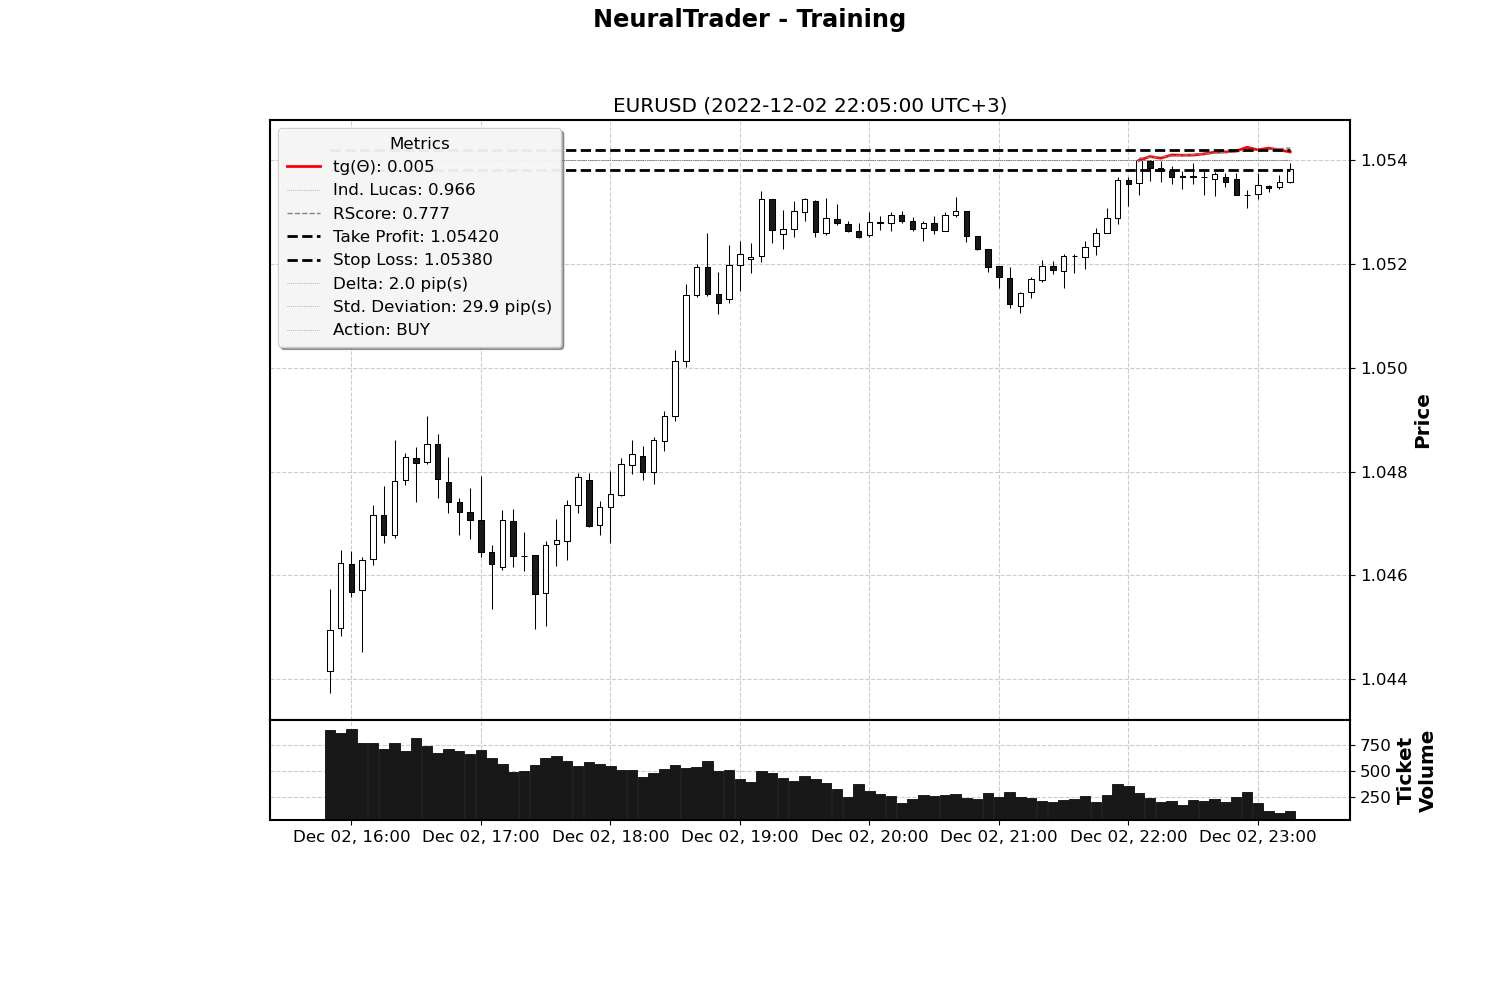 NeuralTrader - Training
EURUSD (2022-12-02 22:05:00 UTC+3)
Metrics
tg(Θ): 0.005
Ind. Lucas: 0.966
RScore: 0.777
Take Profit: 1.05420
Stop Loss: 1.05380
Delta: 2.0 pip(s)
Std. Deviation: 29.9 pip(s)
Action: BUY
1.054
1.052
1.050
1.048
1.046
1.044
Price
750
500
250
Ticket
Volume
Dec 02, 16:00 Dec 02, 17:00 Dec 02, 18:00 Dec 02, 19:00 Dec 02, 20:00 Dec 02, 21:00 Dec 02, 22:00 Dec 02, 23:00